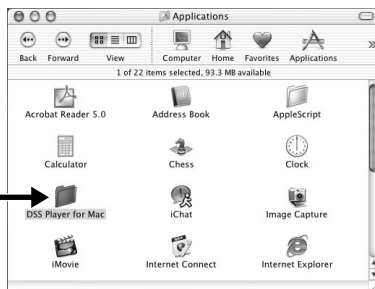 Applications
Back Forward View Computer Home Favorites Applications
1 of 22 items selected, 93.3 MB available
Acrobat Reader 5.0 Address Book AppleScript
Calculator Chess Clock
DSS Player for Mac iChat Image Capture
iMovie Internet Connect Internet Explorer